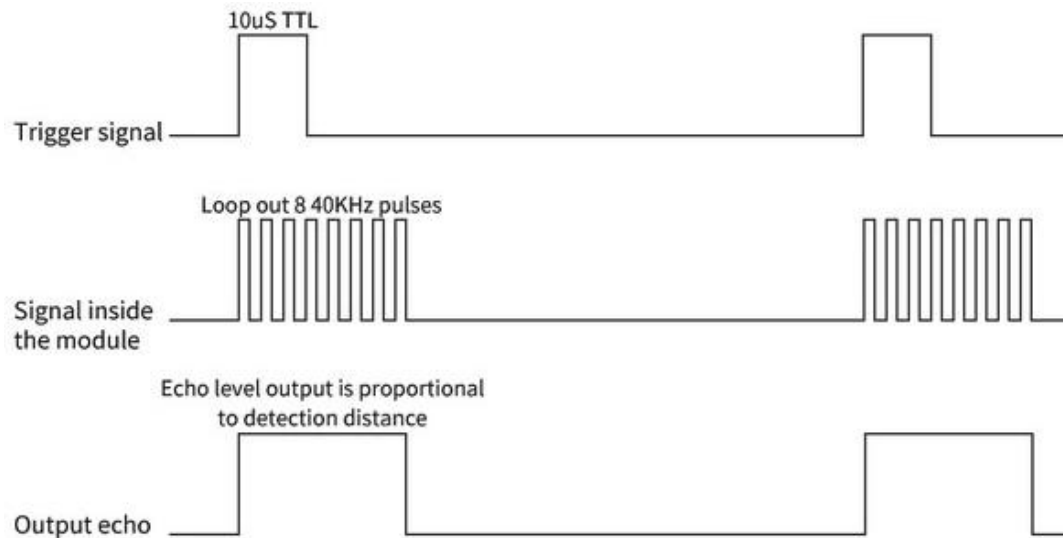 10uS TTL
Trigger signal
Loop out 8 40KHz pulses
Signal inside
the module
Echo level output is proportional
to detection distance
Output echo